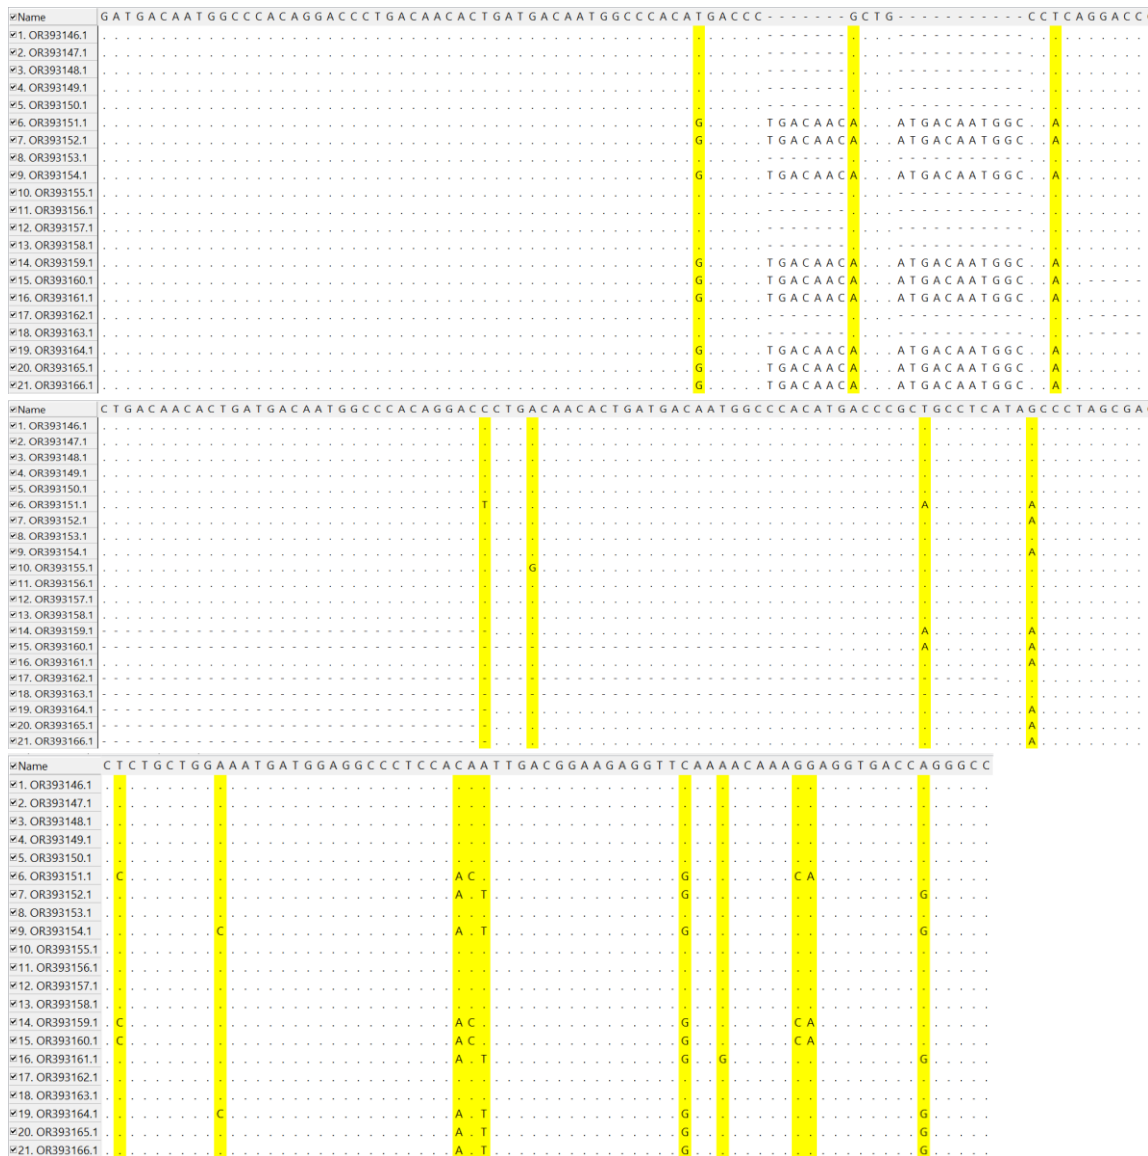 Name GATGACAATGGCCCACAGGACCCTGACAACACTGATGACAATGGCCCACATGACCC-------GCTG-----------CCTCAGGACC
1. OR393146.1
2. OR393147.1
3. OR393148.1
4. OR393149.1
5. OR393150.1
6. OR393151.1 G TGACAACA ATGACAATGGC A
7. OR393152.1 G TGACAACA ATGACAATGGC A
8. OR393153.1
9. OR393154.1 G TGACAACA ATGACAATGGC A
10. OR393155.1
11. OR393156.1
12. OR393157.1
13. OR393158.1
14. OR393159.1 G TGACAACA ATGACAATGGC A
15. OR393160.1 G TGACAACA ATGACAATGGC A
16. OR393161.1 G TGACAACA ATGACAATGGC A
17. OR393162.1
18. OR393163.1
19. OR393164.1 G TGACAACA ATGACAATGGC A
20. OR393165.1 G TGACAACA ATGACAATGGC A
21. OR393166.1 G TGACAACA ATGACAATGGC A
Name CTGACAACACTGATGACAATGGCCCACAGGACCCTGACAACACTGATGACAATGGCCCACATGACCCGCTGCCTCATAGCCCTAGCGA
1. OR393146.1
2. OR393147.1
3. OR393148.1
4. OR393149.1
5. OR393150.1
6. OR393151.1 T A A
7. OR393152.1 A
8. OR393153.1
9. OR393154.1 A
10. OR393155.1 G
11. OR393156.1
12. OR393157.1
13. OR393158.1
14. OR393159.1 A A
15. OR393160.1 A A
16. OR393161.1 A
17. OR393162.1
18. OR393163.1
19. OR393164.1 A
20. OR393165.1 A
21. OR393166.1 A
Name CTCTGCTGGAAATGATGGAGGCCCTCCACAATTGACGGAAGAGGTTCAAAACAAAGGAGGTGACCAGGGCC
1. OR393146.1
2. OR393147.1
3. OR393148.1
4. OR393149.1
5. OR393150.1
6. OR393151.1 C AC G CA
7. OR393152.1 A T G G
8. OR393153.1
9. OR393154.1 C A T G G
10. OR393155.1
11. OR393156.1
12. OR393157.1
13. OR393158.1
14. OR393159.1 C AC G CA
15. OR393160.1 C AC G CA
16. OR393161.1 A T G G G
17. OR393162.1
18. OR393163.1
19. OR393164.1 C A T G G
20. OR393165.1 A T G G
21. OR393166.1 A T G G